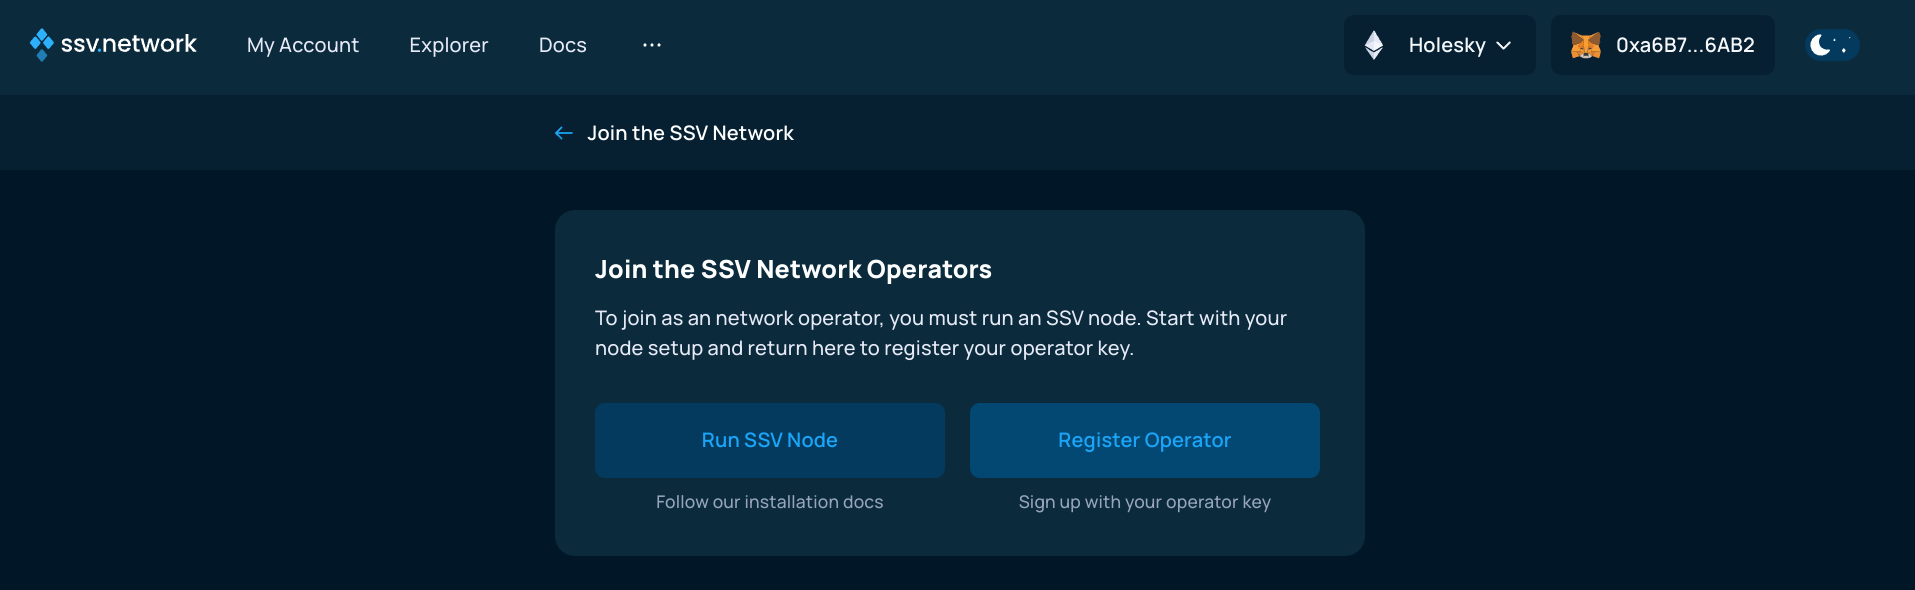 ssv.network
My Account
Explorer
Docs
...
Holesky
0xa6B7...6AB2
Join the SSV Network
Join the SSV Network Operators
To join as an network operator, you must run an SSV node. Start with your
node setup and return here to register your operator key.
Run SSV Node
Register Operator
Follow our installation docs
Sign up with your operator key